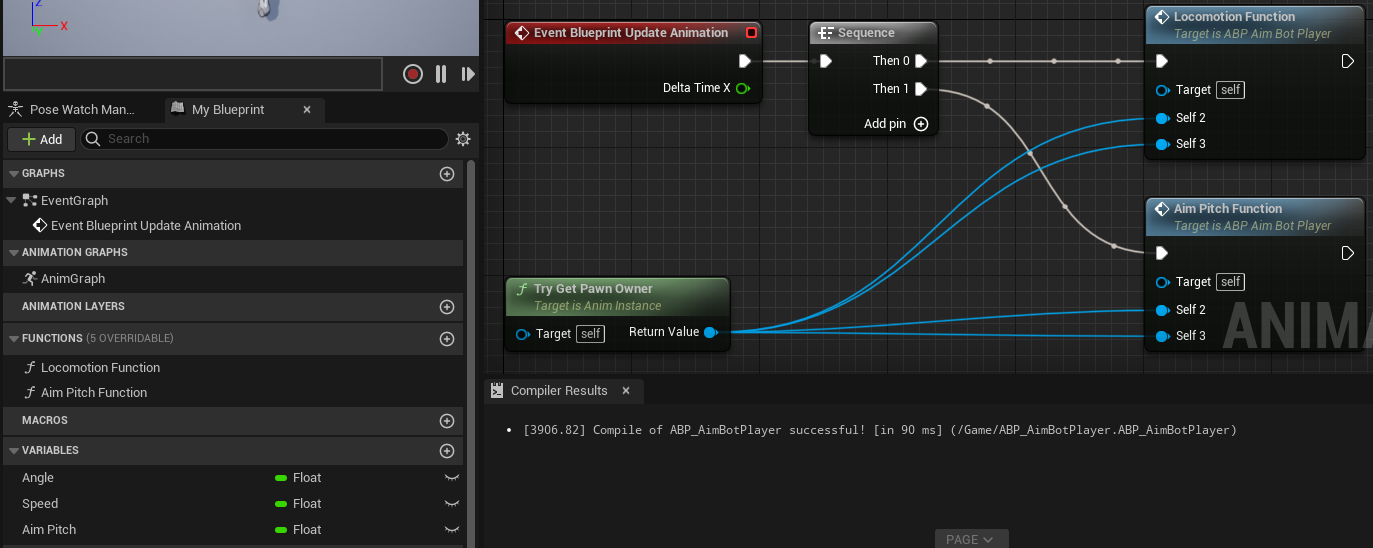 Z
X
Y
Pose Watch Man...
My Blueprint
Add
Search
GRAPHS
EventGraph
Event Blueprint Update Animation
ANIMATION GRAPHS
AnimGraph
ANIMATION LAYERS
FUNCTIONS (5 OVERRIDABLE)
Locomotion Function
Aim Pitch Function
MACROS
VARIABLES
Angle Float
Speed Float
Aim Pitch Float
Event Blueprint Update Animation
Delta Time X
Sequence
Then 0
Then 1
Add pin
Locomotion Function
Target is ABP Aim Bot Player
Target self
Self 2
Self 3
Aim Pitch Function
Target is ABP Aim Bot Player
Target self
Self 2
Self 3
f Try Get Pawn Owner
Target is Anim Instance
Target self Return Value
ANIMA
Compiler Results
• [3906.82] Compile of ABP_AimBotPlayer successful! [in 90 ms] (/Game/ABP_AimBotPlayer.ABP_AimBotPlayer)
PAGE